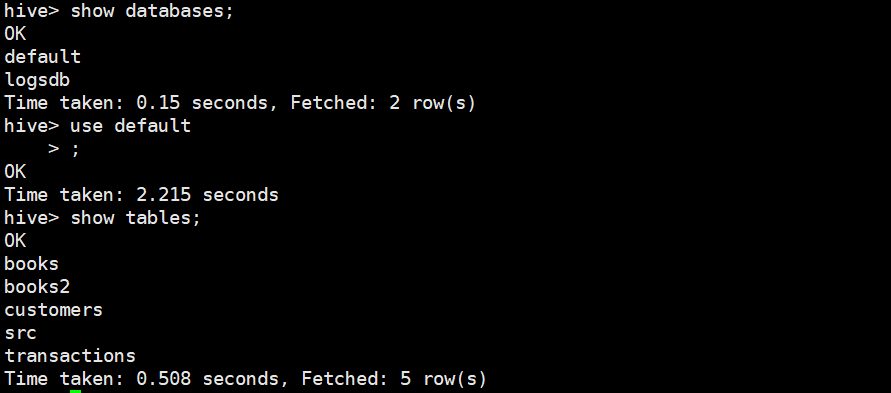 hive> show databases;
OK
default
logsdb
Time taken: 0.15 seconds, Fetched: 2 row(s)
hive> use default
    > ;
OK
Time taken: 2.215 seconds
hive> show tables;
OK
books
books2
customers
src
transactions
Time taken: 0.508 seconds, Fetched: 5 row(s)